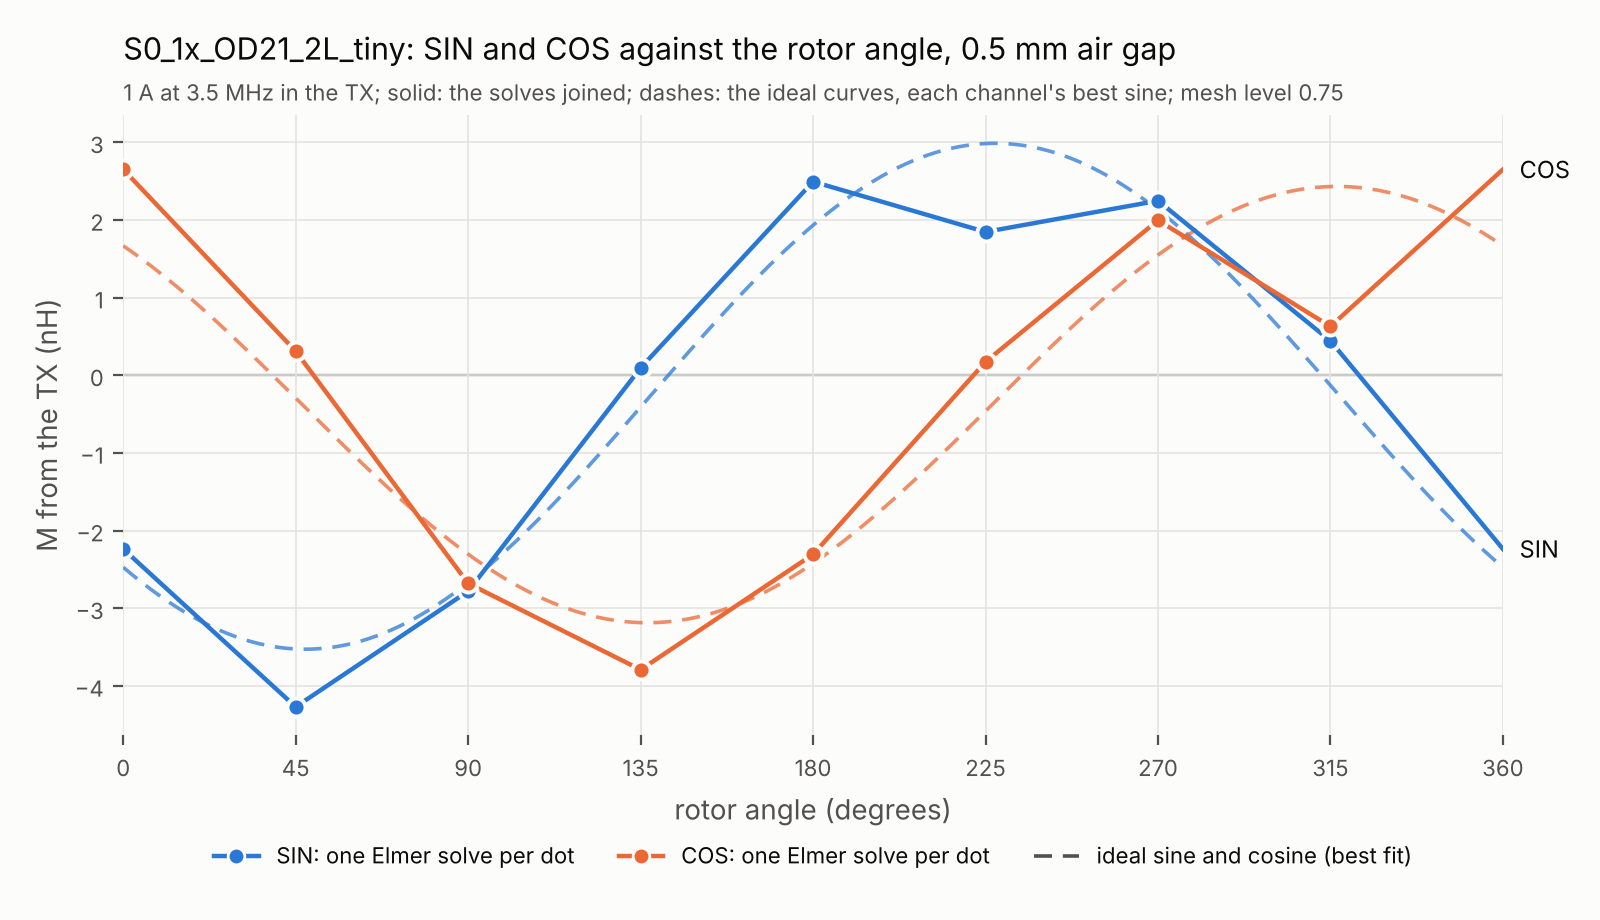 S0_1x_OD21_2L_tiny: SIN and COS against the rotor angle, 0.5 mm air gap
1 A at 3.5 MHz in the TX; solid: the solves joined; dashes: the ideal curves, each channel's best sine; mesh level 0.75
M from the TX (nH)
3
2
1
0
−1
−2
−3
−4
COS
SIN
0 45 90 135 180 225 270 315 360
rotor angle (degrees)
SIN: one Elmer solve per dot COS: one Elmer solve per dot ideal sine and cosine (best fit)